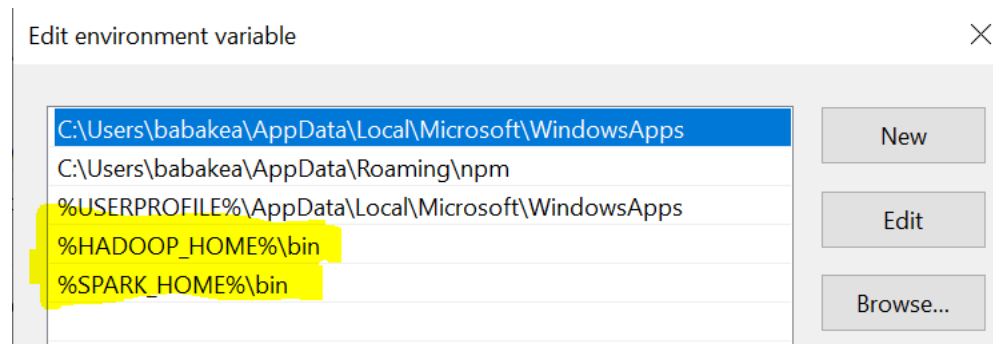 Edit environment variable
C:\Users\babakea\AppData\Local\Microsoft\WindowsApps
C:\Users\babakea\AppData\Roaming\npm
%USERPROFILE%\AppData\Local\Microsoft\WindowsApps
%HADOOP_HOME%\bin
%SPARK_HOME%\bin
New
Edit
Browse...